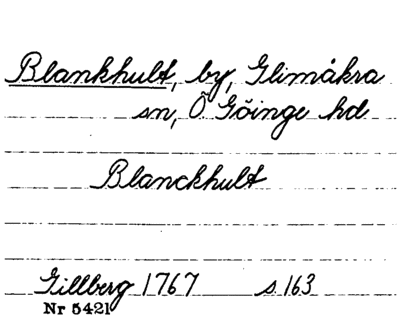 Blankhult, by, Glimåkra
sn, Ö Göinge hd
Blanckhult
Gillberg 1767 s 163
Nr 5421